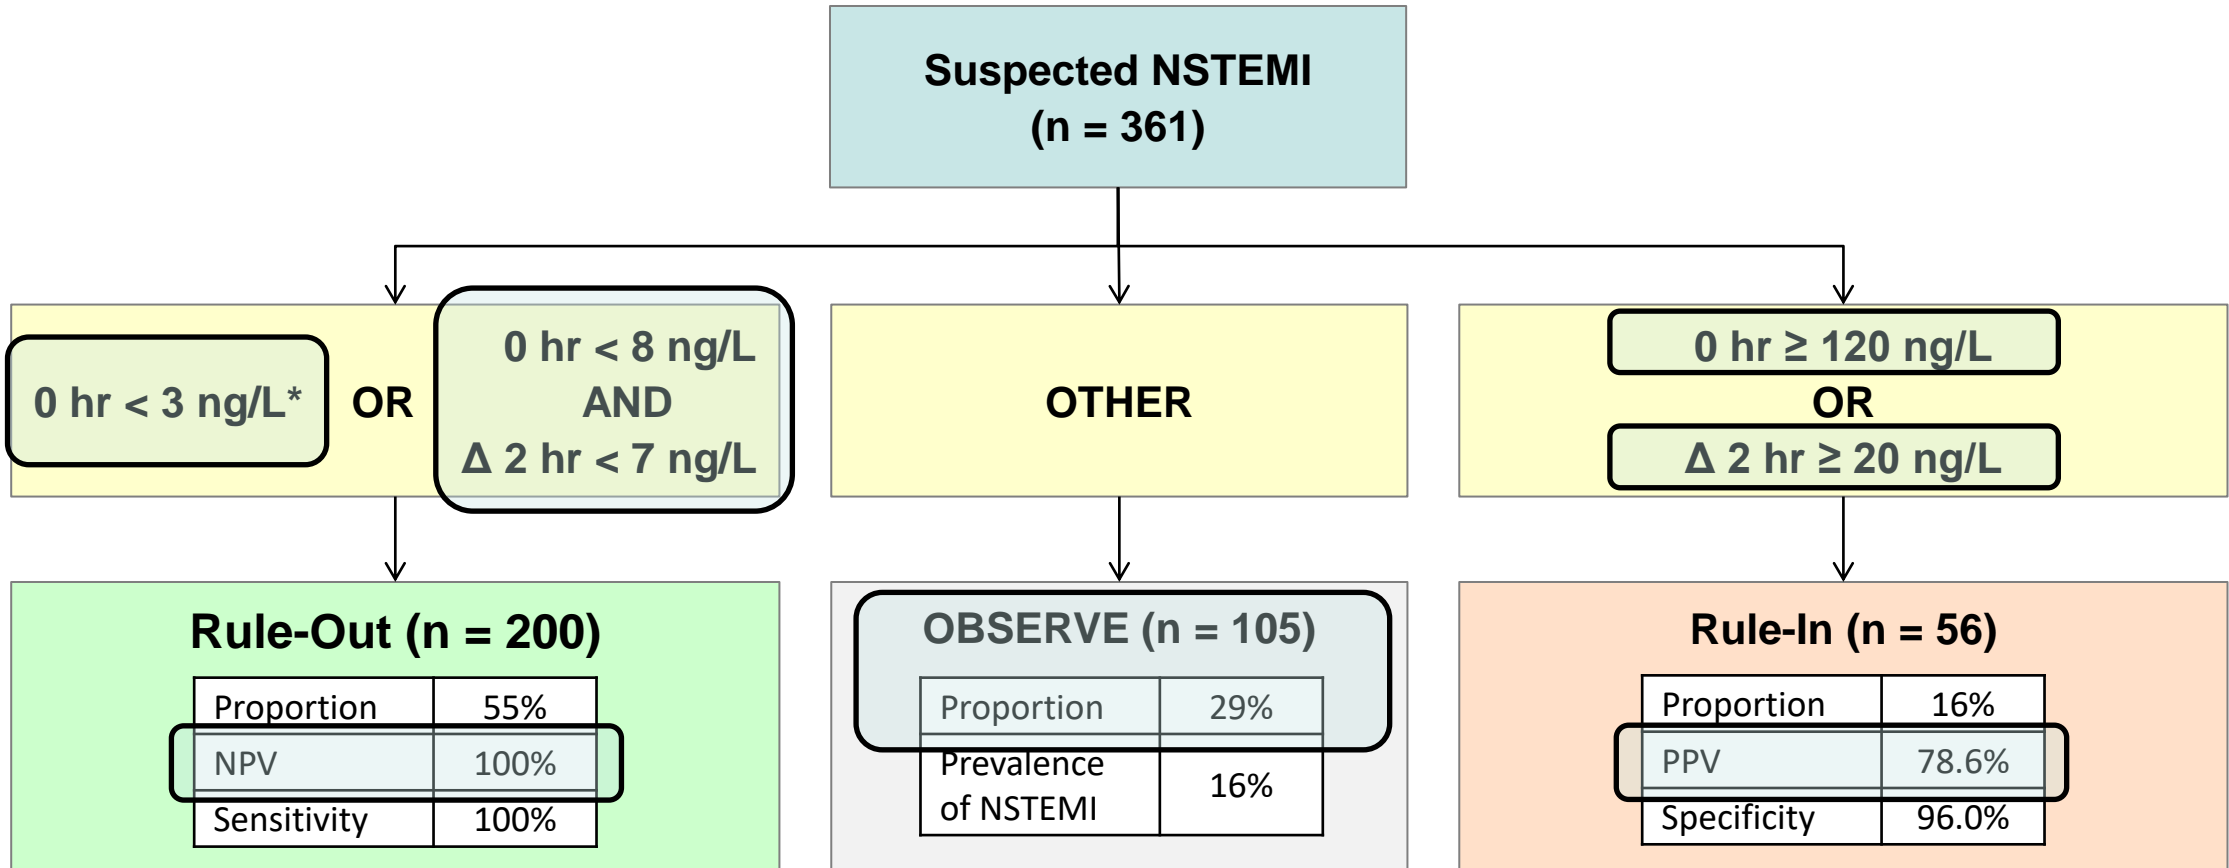 Suspected NSTEMI
(n = 361)
0 hr < 3 ng/L*
OR
0 hr < 8 ng/L
AND
Δ 2 hr < 7 ng/L
OTHER
0 hr ≥ 120 ng/L
OR
Δ 2 hr ≥ 20 ng/L
Rule-Out (n = 200)
Proportion 55%
NPV 100%
Sensitivity 100%
OBSERVE (n = 105)
Proportion 29%
Prevalence
of NSTEMI 16%
Rule-In (n = 56)
Proportion 16%
PPV 78.6%
Specificity 96.0%